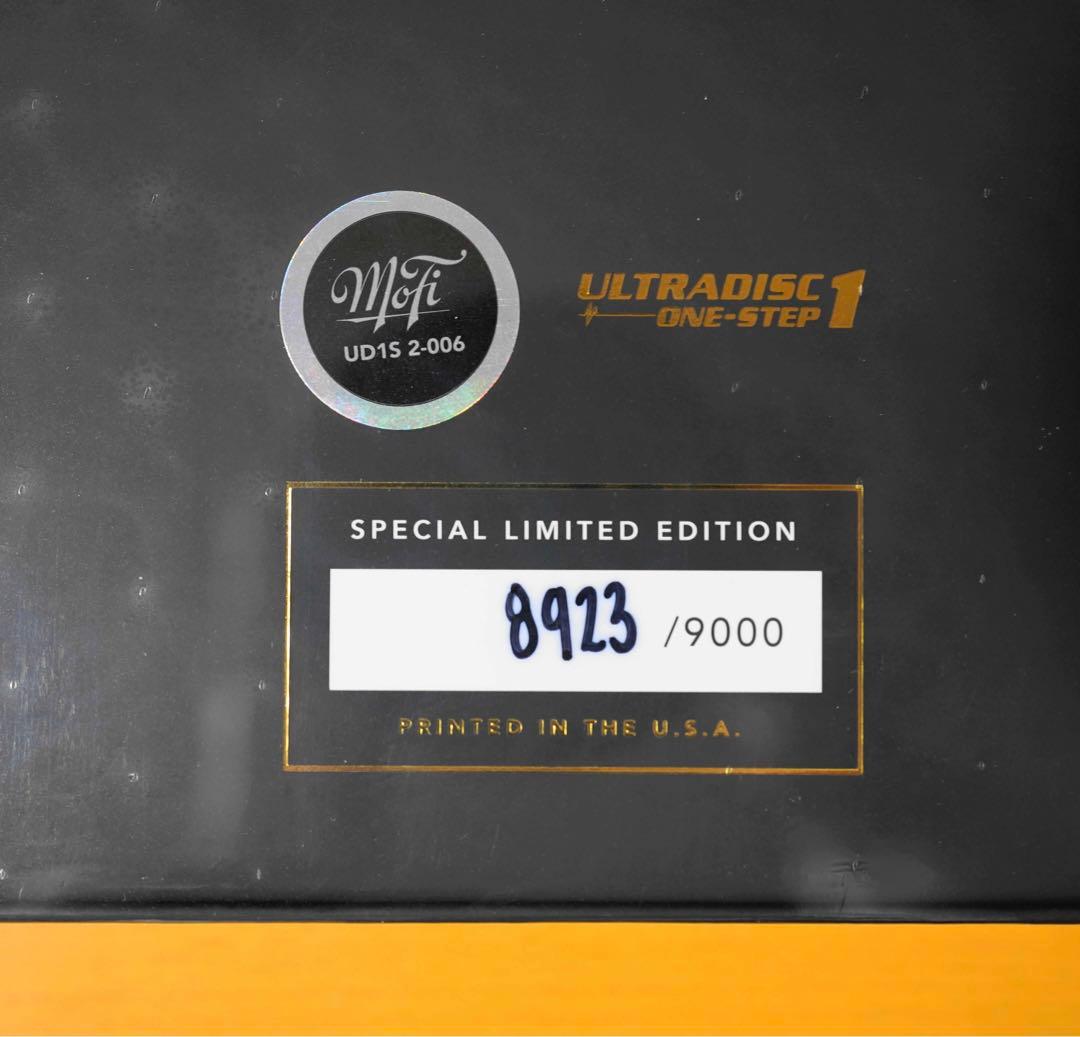 MoFi
UD1S 2-006
ULTRADISC
ONE-STEP 1
SPECIAL LIMITED EDITION
8923 /9000
PRINTED IN THE U.S.A.